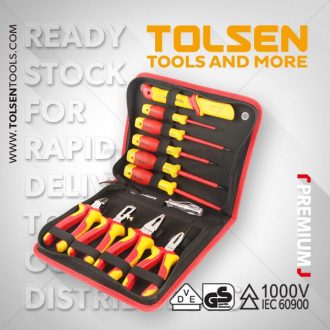 READY
STOCK
FOR
RAPID
DELIV
TO
DISTRI
TOLSEN
TOOLS AND MORE
WWW.TOLSENTOOLS.COM
PREMIUM
VDE
GS
1000V
IEC 60900